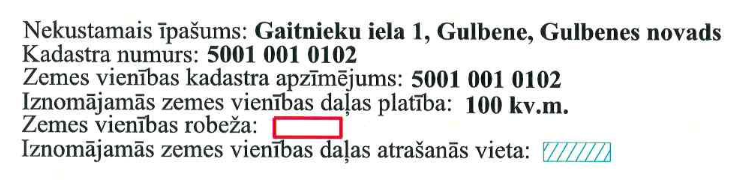 Nekustamais īpašums: Gaitnieku iela 1, Gulbene, Gulbenes novads
Kadastra numurs: 5001 001 0102
Zemes vienības kadastra apzīmējums: 5001 001 0102
Iznomājamās zemes vienības daļas platība: 100 kv.m.
Zemes vienības robeža:
Iznomājamās zemes vienības daļas atrašanās vieta: